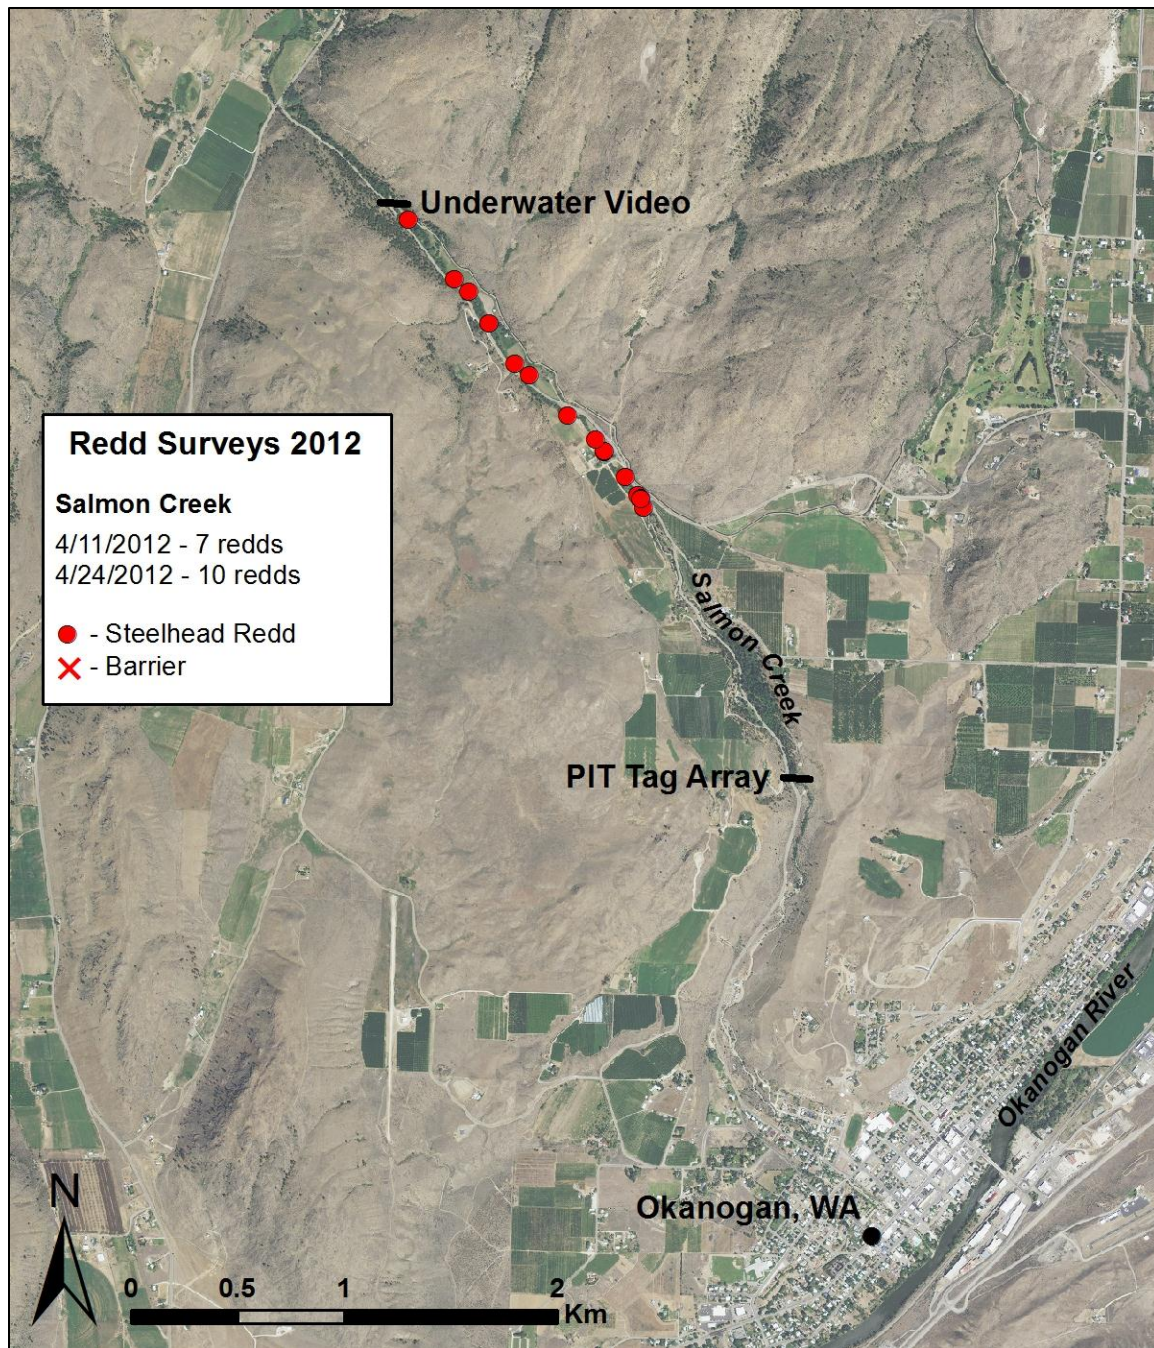 Underwater Video
Redd Surveys 2012
Salmon Creek
4/11/2012 - 7 redds
4/24/2012 - 10 redds
- Steelhead Redd
- Barrier
Salmon Creek
PIT Tag Array
Okanogan River
Okanogan, WA
N
0 0.5 1 2
Km